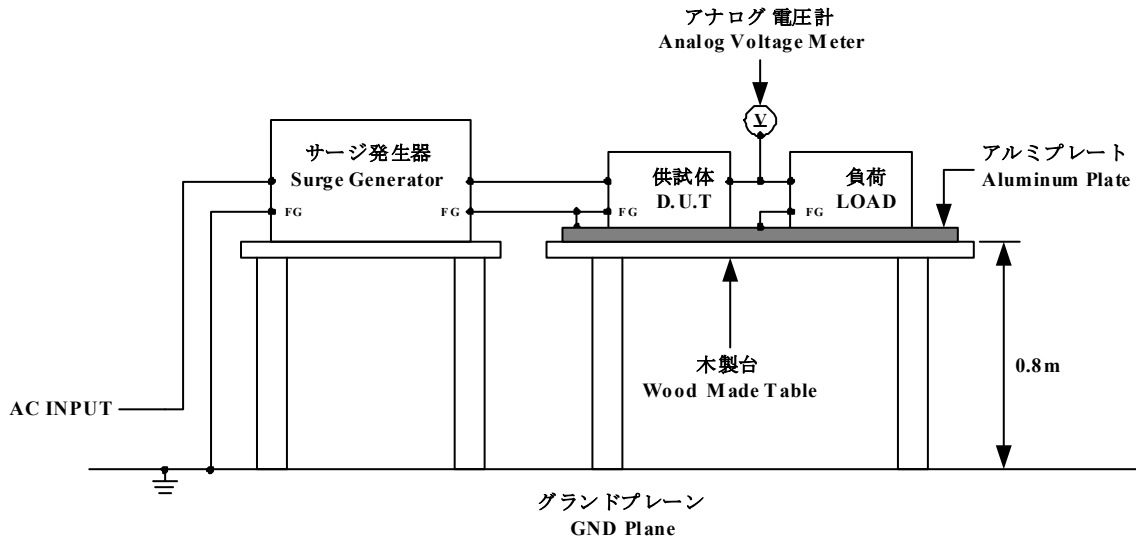 アナログ 電圧計
Analog Voltage Meter
V
サージ発生器
Surge Generator
FG
FG
供試体
D.U.T
FG
負荷
LOAD
FG
アルミプレート
Aluminum Plate
木製台
Wood Made Table
0.8m
AC INPUT
グランドプレーン
GND Plane